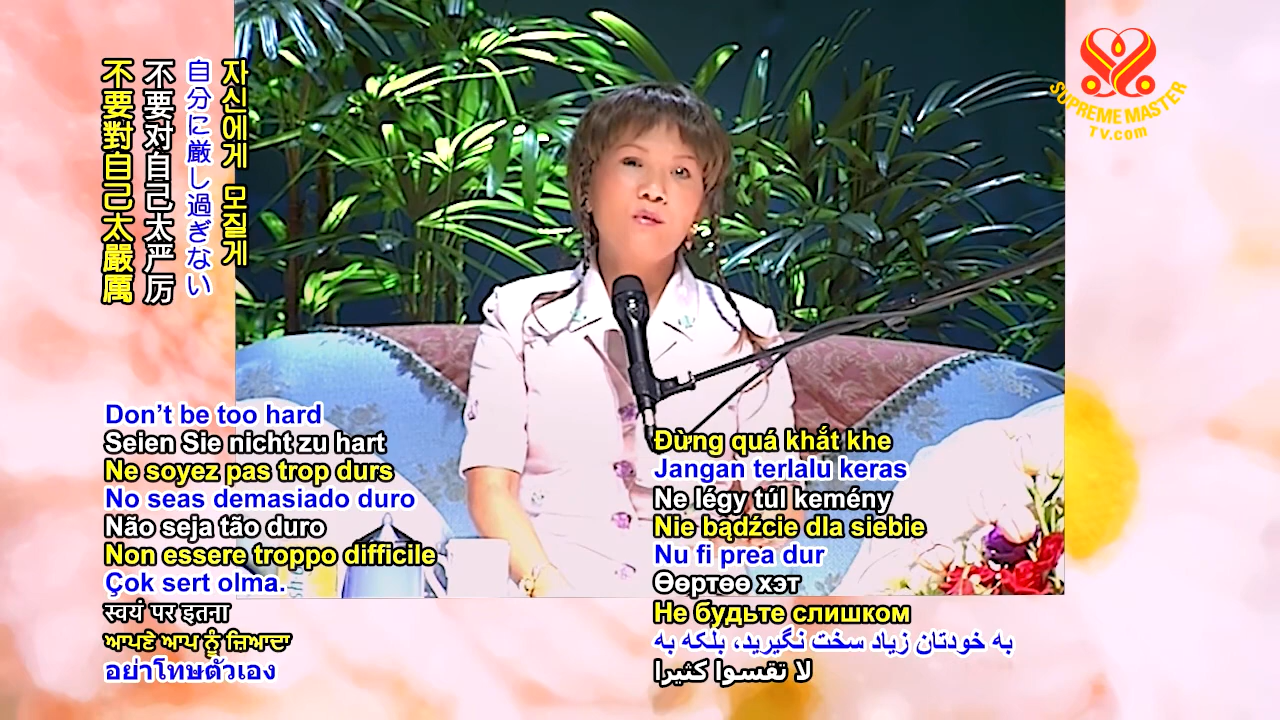 자신에게 모질게
自分に厳し過ぎない
不要对自己太严厉
不要對自己太嚴厲
SUPREME MASTER
TV.com
Don't be too hard
Seien Sie nicht zu hart
Ne soyez pas trop durs
No seas demasiado duro
Não seja tão duro
Non essere troppo difficile
Çok sert olma.
स्वयं पर इतना
ਆਪਣੇ ਆਪ ਨੂੰ ਜ਼ਿਆਦਾ
อย่าโทษตัวเอง
Đừng quá khắt khe
Jangan terlalu keras
Ne légy túl kemény
Nie bądźcie dla siebie
Nu fi prea dur
Өөртөө хэт
Не будьте слишком
به خودتان زیاد سخت نگیرید، بلکه به
لا تقسوا كثيرا